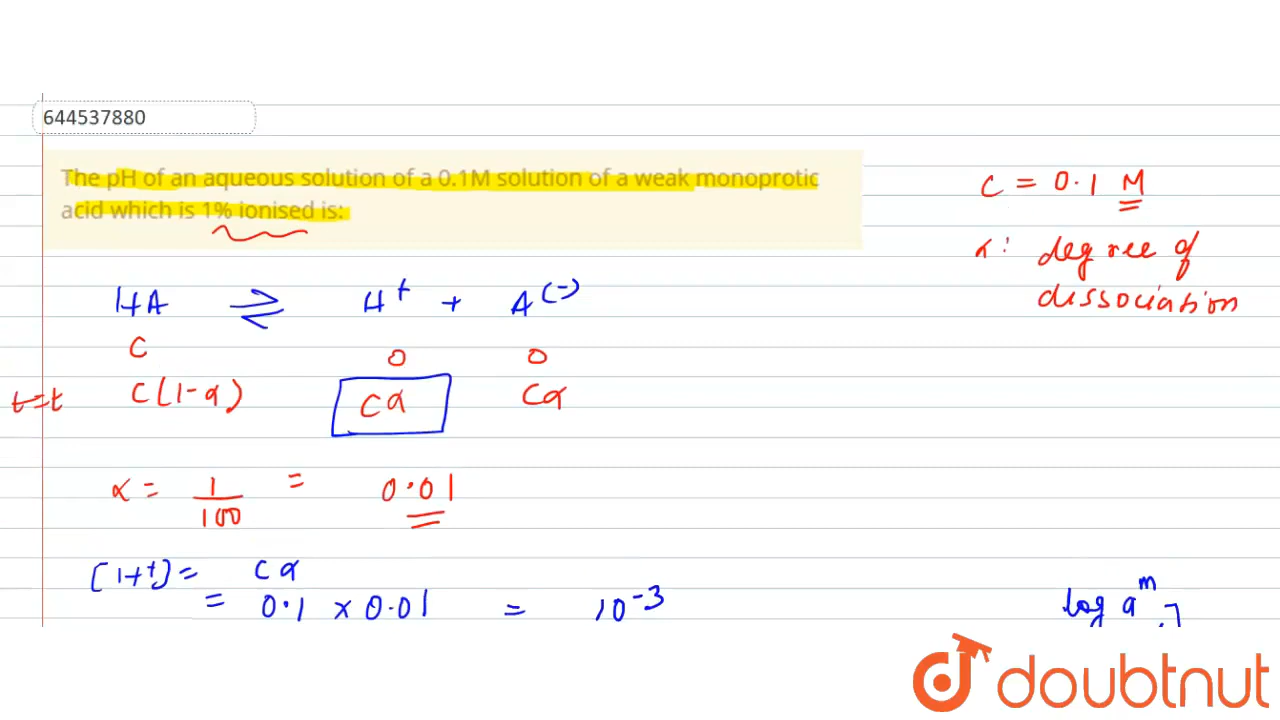 644537880
The pH of an aqueous solution of a 0.1M solution of a weak monoprotic
acid which is 1% ionised is:
C = 0.1 M
α : degree of
dissociation
HA ⇌ H⁺ + A⁽⁻⁾
C 0 0
t=t C(1-α) Cα Cα
α = 1/100 = 0.01
[H⁺] = Cα
= 0.1 × 0.01 = 10⁻³
log aᵐ
doubtnut